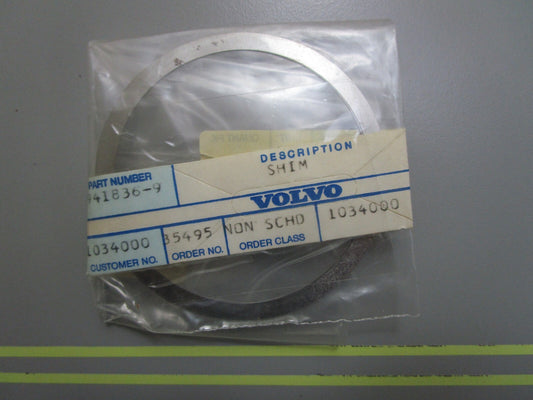 PART NUMBER
941836-9
DESCRIPTION
SHIM
VOLVO
1034000
CUSTOMER NO.
35495
ORDER NO.
NON SCHD
ORDER CLASS
1034000